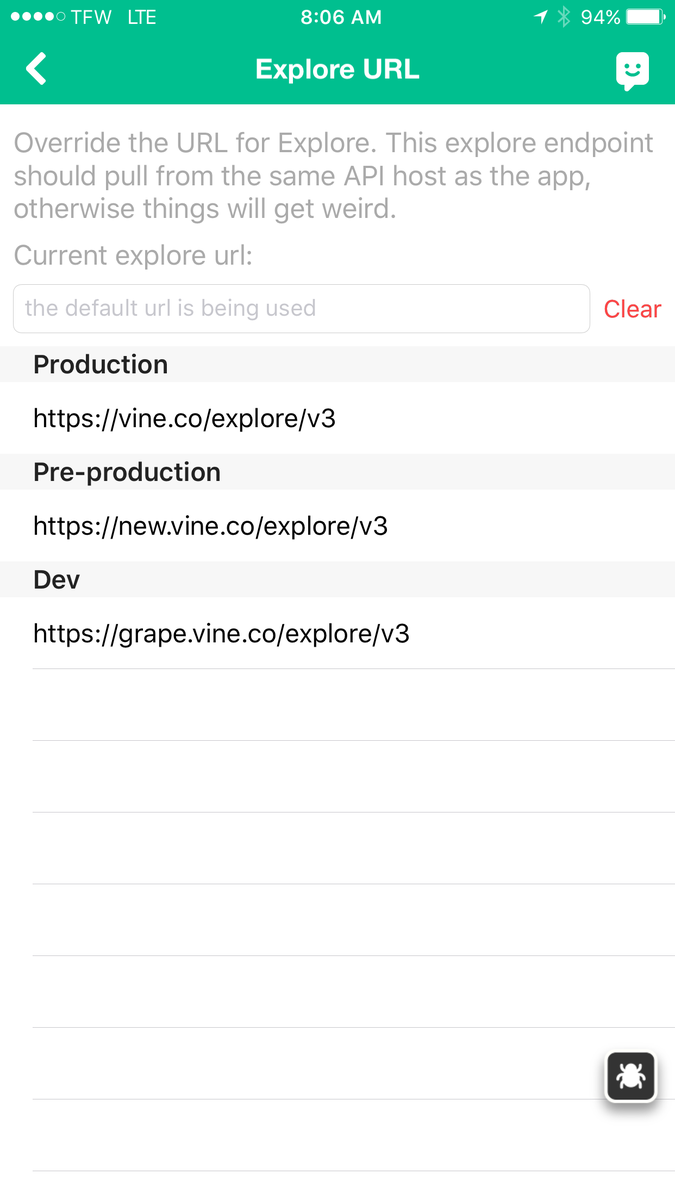 TFW LTE 8:06 AM 94%
Explore URL
Override the URL for Explore. This explore endpoint
should pull from the same API host as the app,
otherwise things will get weird.
Current explore url:
the default url is being used Clear
Production
https://vine.co/explore/v3
Pre-production
https://new.vine.co/explore/v3
Dev
https://grape.vine.co/explore/v3